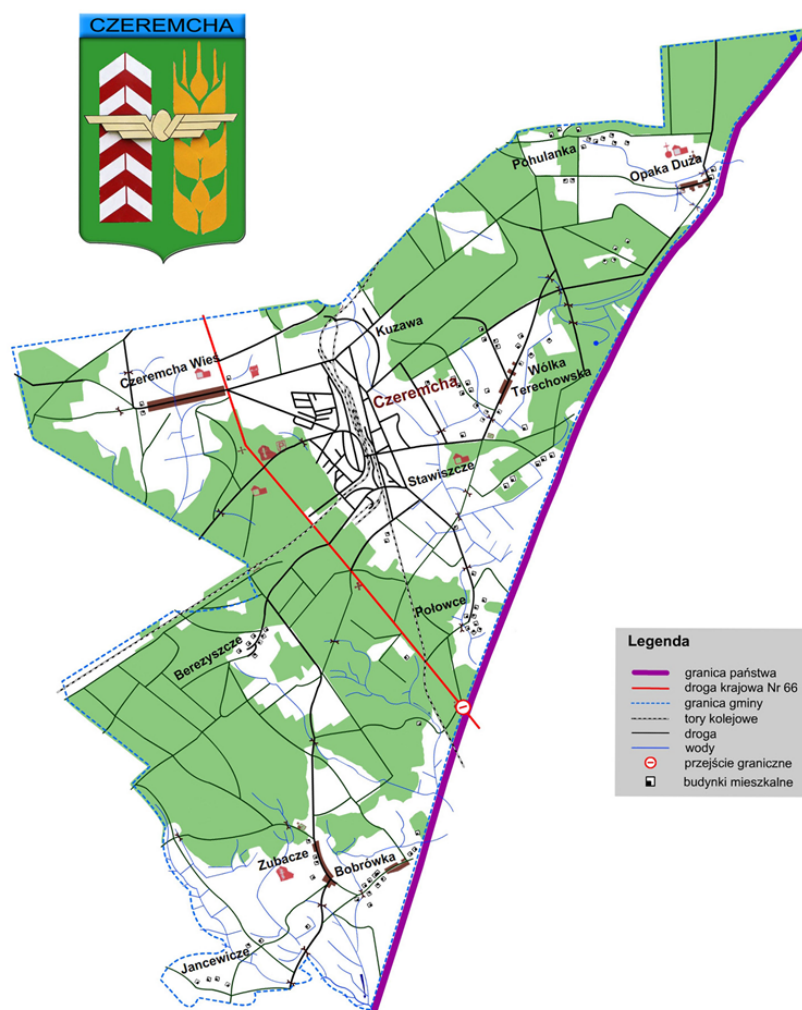 CZEREMCHA
Pohulanka
Opaka Duża
Kuzawa
Czeremcha Wieś
Czeremcha
Wólka
Terechowska
Stawiszcze
Połowce
Berezyszcze
Zubacze
Bobrówka
Jancewicze
Legenda
granica państwa
droga krajowa Nr 66
granica gminy
tory kolejowe
droga
wody
przejście graniczne
budynki mieszkalne